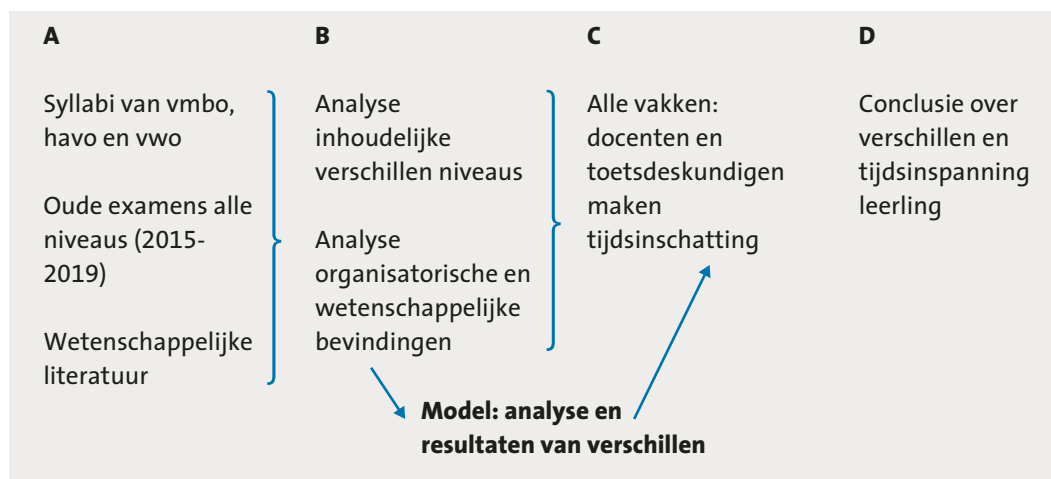 A
Syllabi van vmbo,
havo en vwo
Oude examens alle
niveaus (2015-
2019)
Wetenschappelijke
literatuur
B
Analyse
inhoudelijke
verschillen niveaus
Analyse
organisatorische en
wetenschappelijke
bevindingen
Model: analyse en
resultaten van verschillen
C
Alle vakken:
docenten en
toetsdeskundigen
maken
tijdsinschatting
D
Conclusie over
verschillen en
tijdsinspanning
leerling